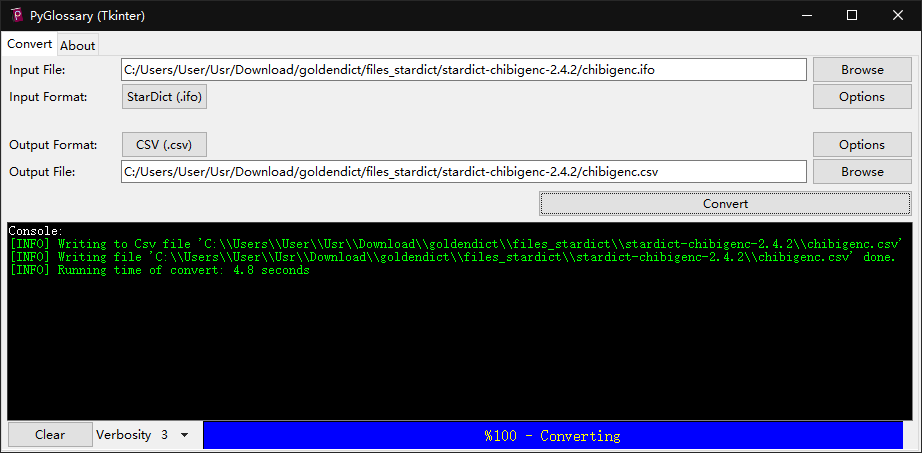 PyGlossary (Tkinter)
Convert About
Input File: C:/Users/User/Usr/Download/goldendict/files_stardict/stardict-chibigenc-2.4.2/chibigenc.ifo Browse
Input Format: StarDict (.ifo) Options
Output Format: CSV (.csv) Options
Output File: C:/Users/User/Usr/Download/goldendict/files_stardict/stardict-chibigenc-2.4.2/chibigenc.csv Browse
Convert
Console:
[INFO] Writing to Csv file 'C:\\Users\\User\\Usr\\Download\\goldendict\\files_stardict\\stardict-chibigenc-2.4.2\\chibigenc.csv'
[INFO] Writing file 'C:\\Users\\User\\Usr\\Download\\goldendict\\files_stardict\\stardict-chibigenc-2.4.2\\chibigenc.csv' done.
[INFO] Running time of convert: 4.8 seconds
Clear Verbosity 3 %100 - Converting